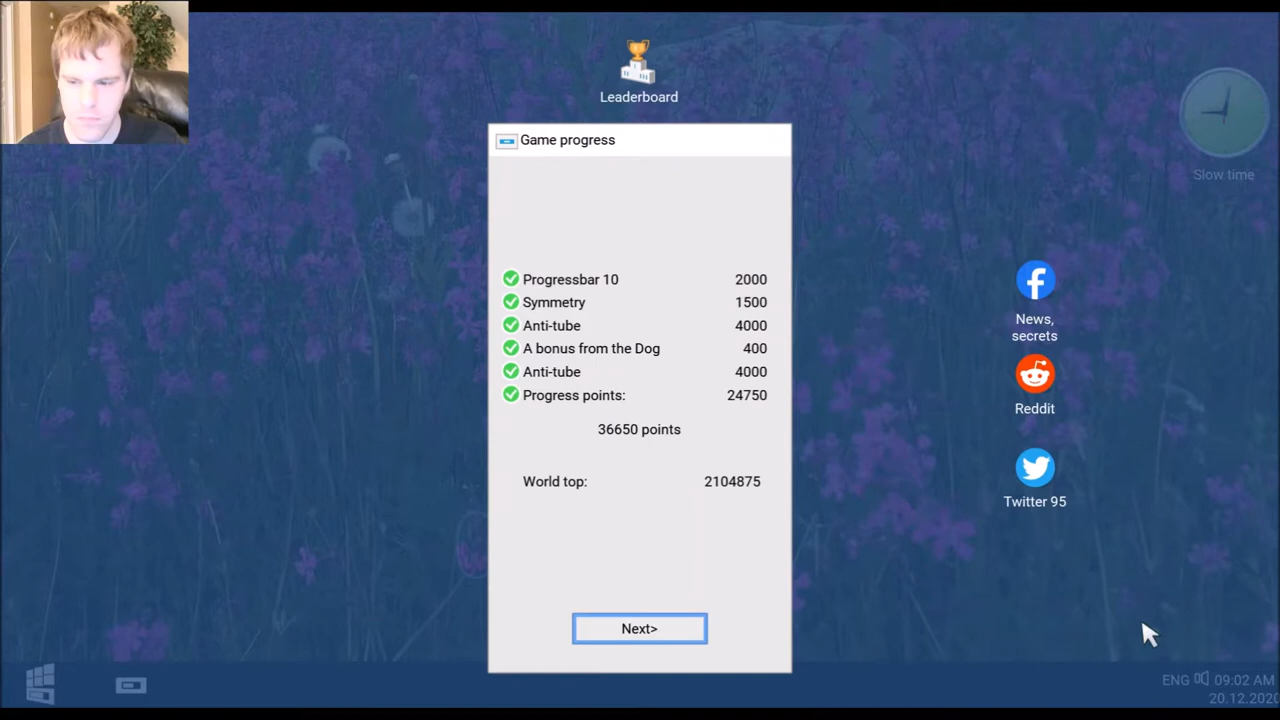 Leaderboard
Game progress
Slow time
Progressbar 10 2000
Symmetry 1500
Anti-tube 4000
A bonus from the Dog 400
Anti-tube 4000
Progress points: 24750
36650 points
World top: 2104875
Next>
News,
secrets
Reddit
Twitter 95
ENG 09:02 AM
20.12.2020